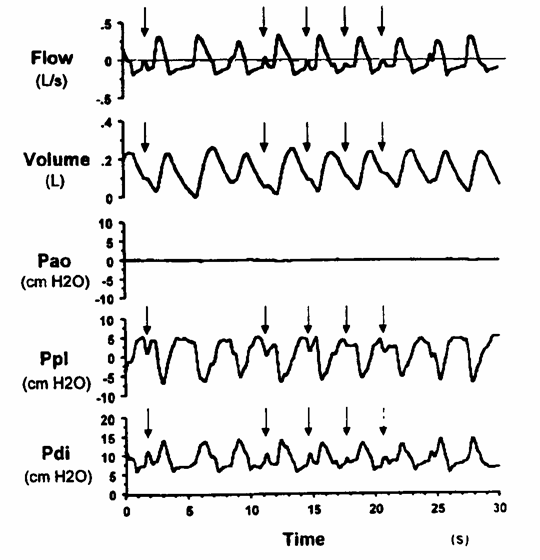 .5
Flow 0
(L/s)
-.5
.4
Volume .2
(L)
0
10
5
Pao 0
(cm H2O) -5
-10
10
5
Ppl 0
(cm H2O) -5
-10
20
15
Pdi 10
(cm H2O) 5
0
0 5 10 15 20 25 30
Time (s)